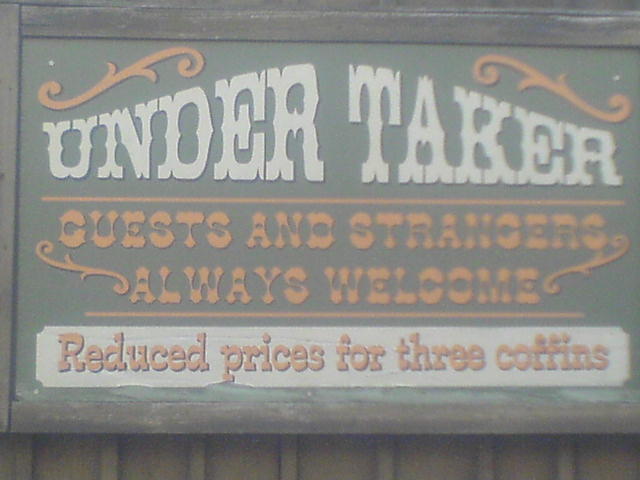 UNDER TAKER
GUESTS AND STRANGERS
ALWAYS WELCOME
Reduced prices for three coffins